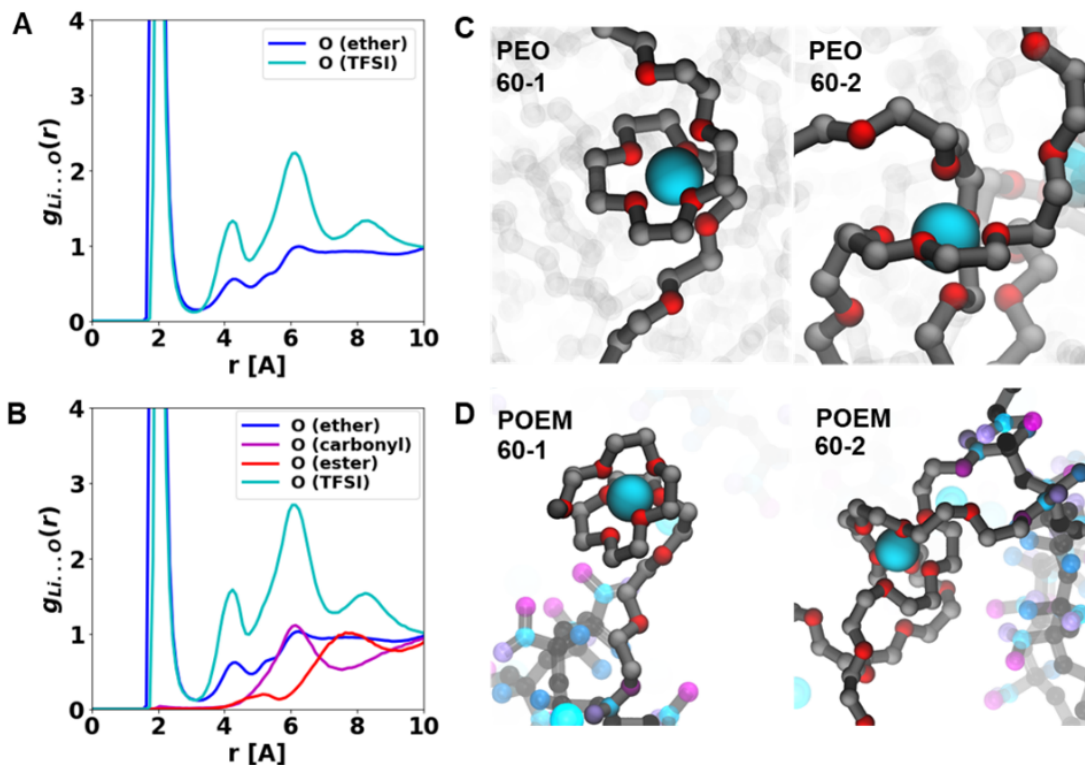 A
4
3
2
1
0
g_Li...O(r)
O (ether)
O (TFSI)
0 2 4 6 8 10
r [A]
B
4
3
2
1
0
g_Li...O(r)
O (ether)
O (carbonyl)
O (ester)
O (TFSI)
0 2 4 6 8 10
r [A]
C
PEO
60-1
PEO
60-2
D
POEM
60-1
POEM
60-2